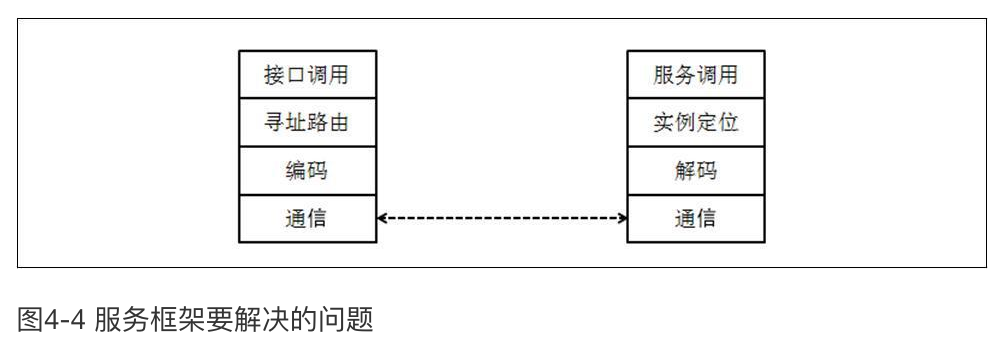 接口调用
寻址路由
编码
通信
服务调用
实例定位
解码
通信
图4-4 服务框架要解决的问题